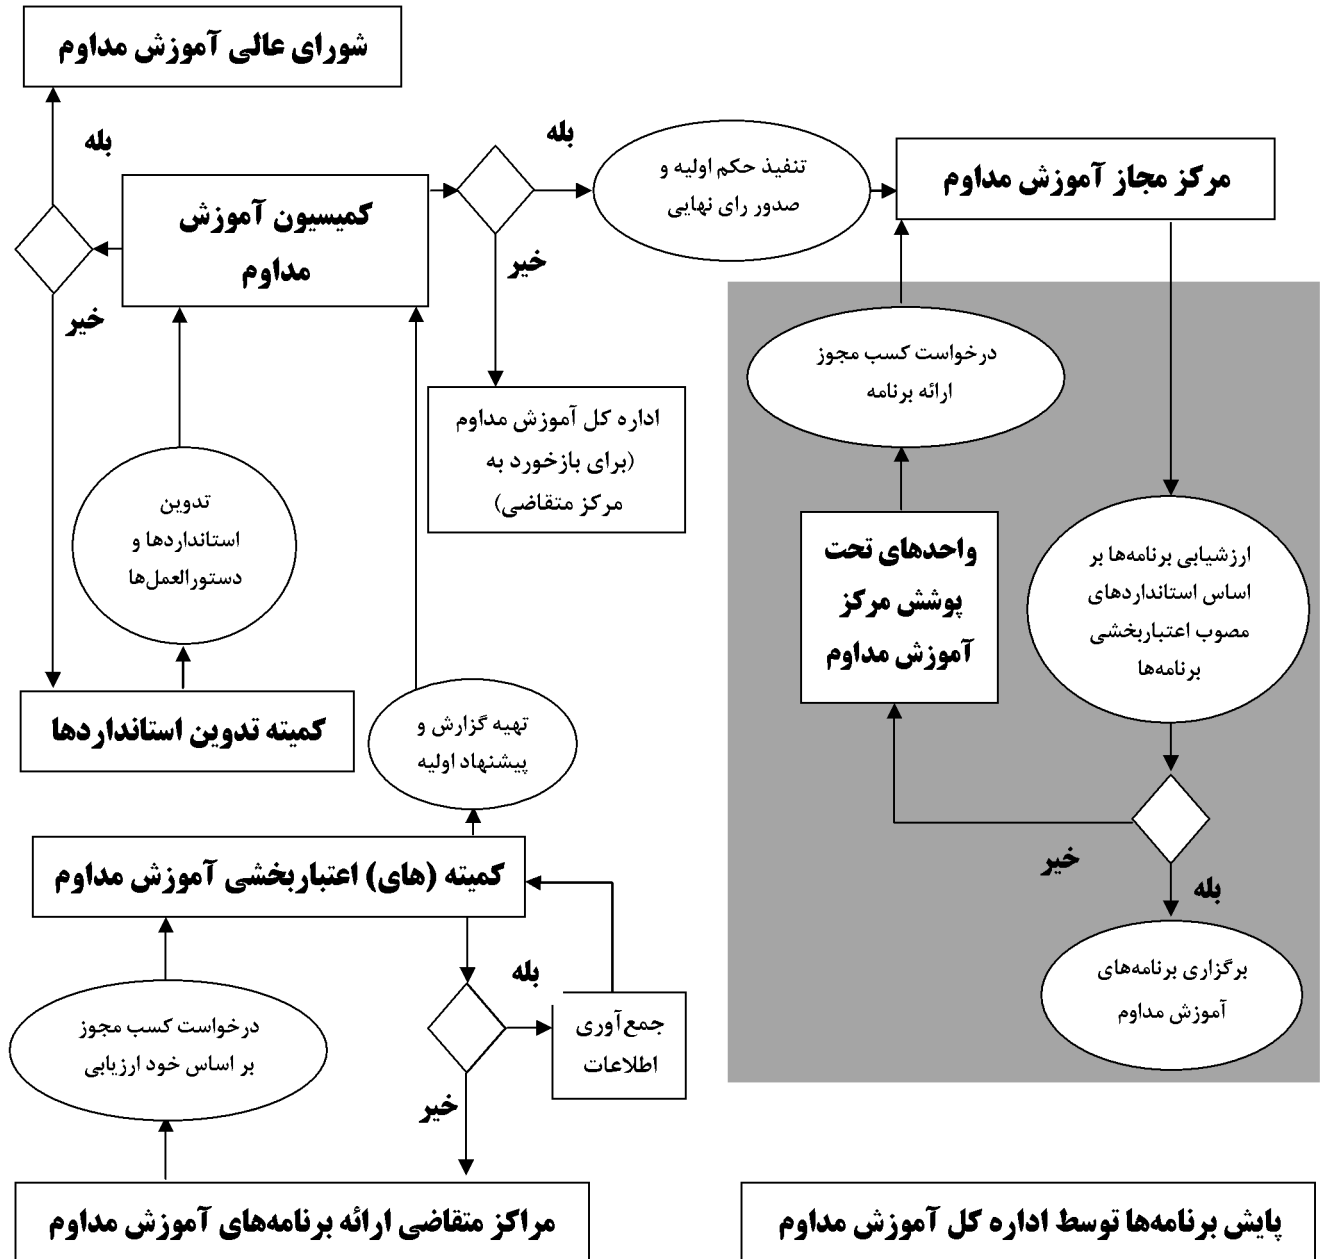 شورای عالی آموزش مداوم
بله
خیر
کمیسیون آموزش
مداوم
بله
خیر
تنفیذ حکم اولیه و
صدور رای نهایی
مرکز مجاز آموزش مداوم
اداره کل آموزش مداوم
(برای بازخورد به
مرکز متقاضی)
درخواست کسب مجوز
ارائه برنامه
واحدهای تحت
پوشش مرکز
آموزش مداوم
ارزشیابی برنامه‌ها بر
اساس استانداردهای
مصوب اعتباربخشی
برنامه‌ها
خیر
بله
برگزاری برنامه‌های
آموزش مداوم
تدوین
استانداردها و
دستورالعمل‌ها
کمیته تدوین استانداردها
تهیه گزارش و
پیشنهاد اولیه
کمیته (های) اعتباربخشی آموزش مداوم
بله
خیر
جمع‌آوری
اطلاعات
درخواست کسب مجوز
بر اساس خود ارزیابی
مراکز متقاضی ارائه برنامه‌های آموزش مداوم
پایش برنامه‌ها توسط اداره کل آموزش مداوم